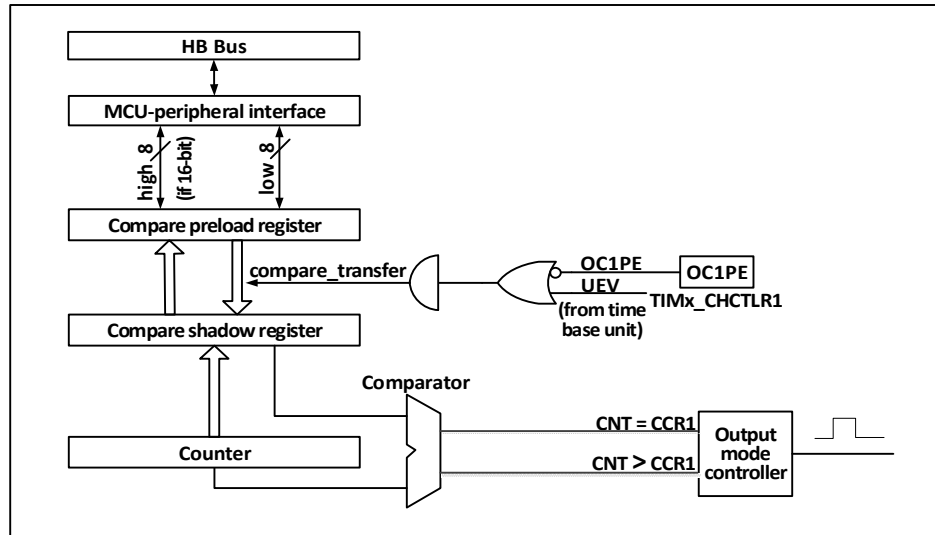 HB Bus
MCU-peripheral interface
high 8
(if 16-bit)
low 8
Compare preload register
compare_transfer
OC1PE
OC1PE
UEV
TIMx_CHCTLR1
(from time
base unit)
Compare shadow register
Comparator
CNT = CCR1
Output
mode
controller
Counter
CNT > CCR1